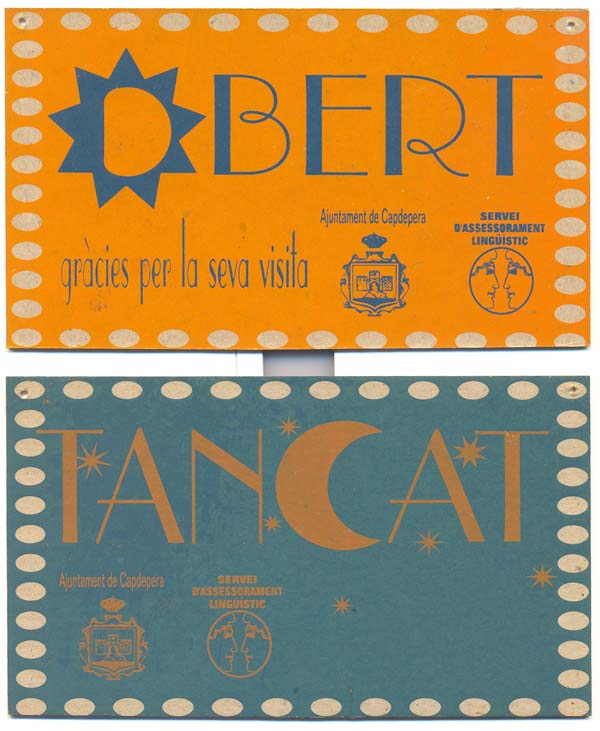 OBERT
gràcies per la seva visita
Ajuntament de Capdepera
SERVEI
D'ASSESSORAMENT
LINGÜÍSTIC
TANCAT
Ajuntament de Capdepera
SERVEI
D'ASSESSORAMENT
LINGÜÍSTIC